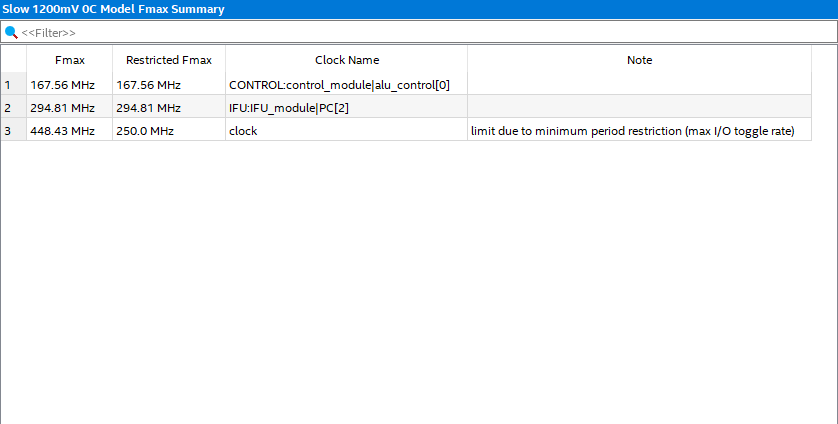 Slow 1200mV 0C Model Fmax Summary
<<Filter>>
Fmax Restricted Fmax Clock Name Note
1 167.56 MHz 167.56 MHz CONTROL:control_module|alu_control[0]
2 294.81 MHz 294.81 MHz IFU:IFU_module|PC[2]
3 448.43 MHz 250.0 MHz clock limit due to minimum period restriction (max I/O toggle rate)